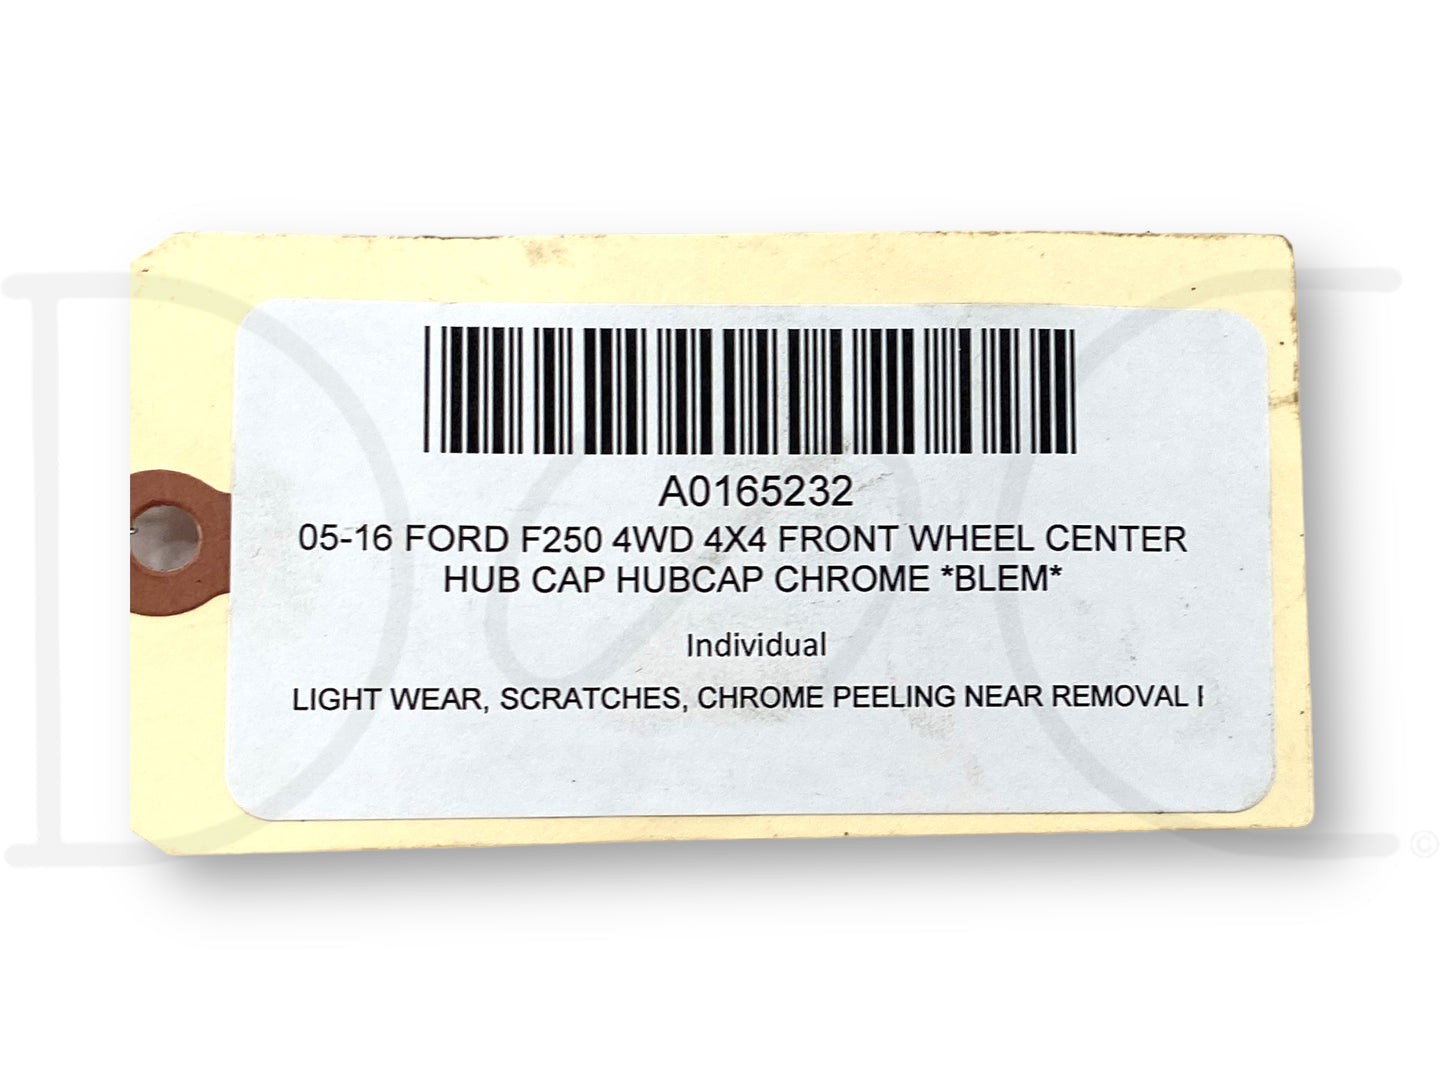 A0165232
05-16 FORD F250 4WD 4X4 FRONT WHEEL CENTER
HUB CAP HUBCAP CHROME *BLEM*
Individual
LIGHT WEAR, SCRATCHES, CHROME PEELING NEAR REMOVAL
©